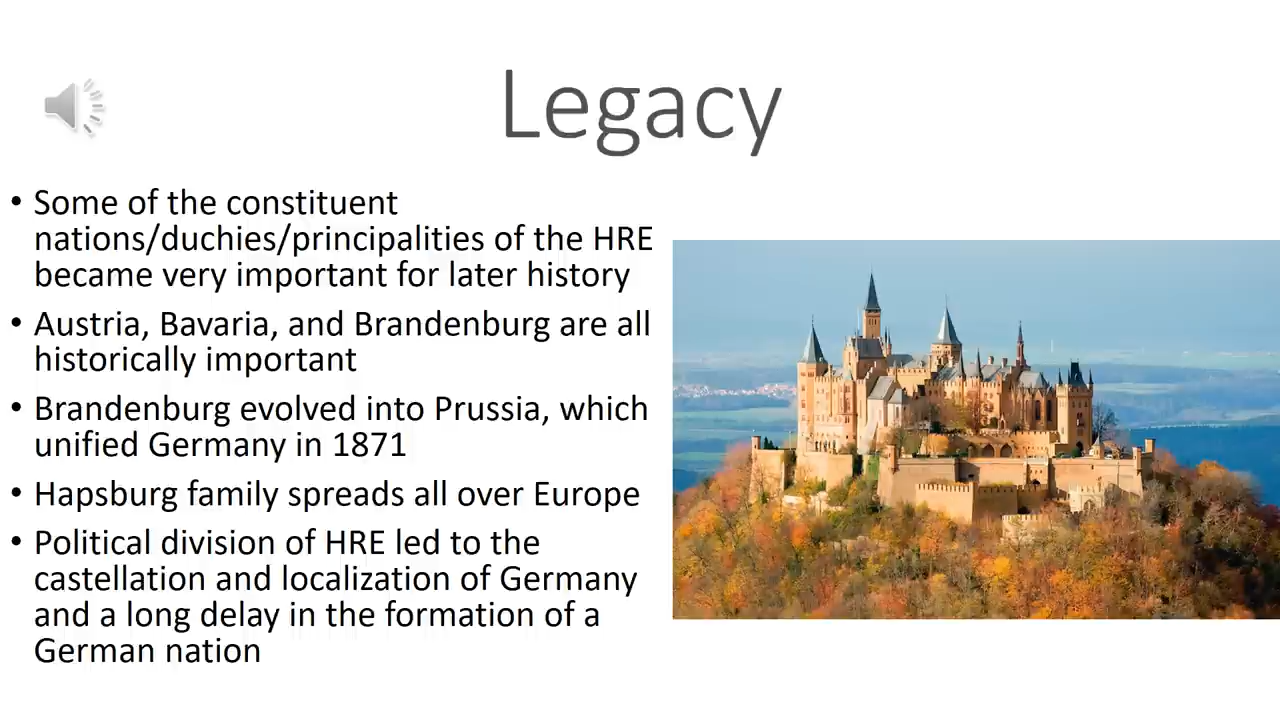 Legacy
• Some of the constituent
nations/duchies/principalities of the HRE
became very important for later history
• Austria, Bavaria, and Brandenburg are all
historically important
• Brandenburg evolved into Prussia, which
unified Germany in 1871
• Hapsburg family spreads all over Europe
• Political division of HRE led to the
castellation and localization of Germany
and a long delay in the formation of a
German nation